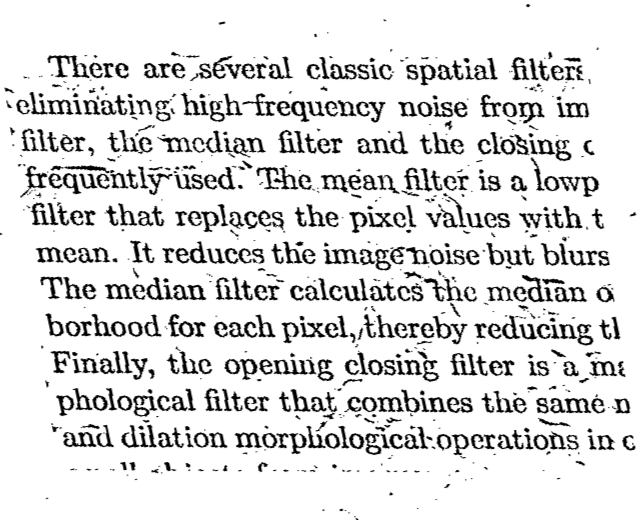 There are several classic spatial filters
eliminating high-frequency noise from im
filter, the median filter and the closing c
frequently used. The mean filter is a lowp
filter that replaces the pixel values with t
mean. It reduces the image noise but blurs
The median filter calculates the median o
borhood for each pixel, thereby reducing tl
Finally, the opening closing filter is a m
phological filter that combines the same n
and dilation morphological operations in c
small objects from